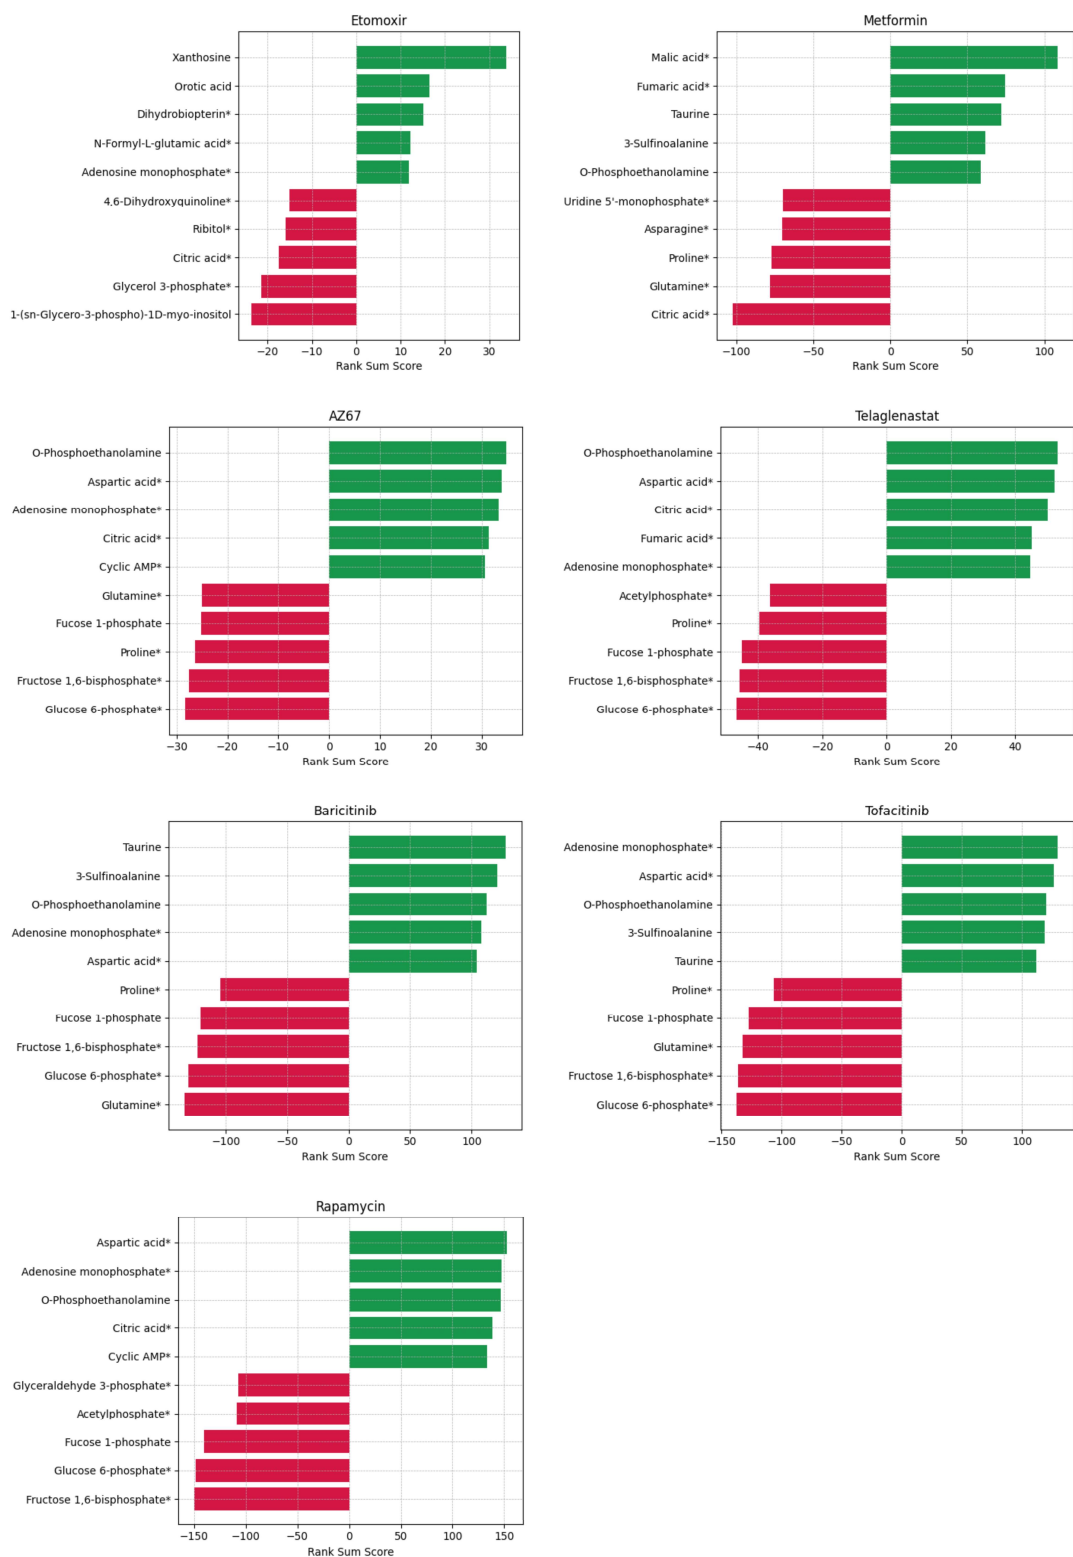 Etomoxir
Xanthosine
Orotic acid
Dihydrobiopterin*
N-Formyl-L-glutamic acid*
Adenosine monophosphate*
4,6-Dihydroxyquinoline*
Ribitol*
Citric acid*
Glycerol 3-phosphate*
1-(sn-Glycero-3-phospho)-1D-myo-inositol
−20 −10 0 10 20 30
Rank Sum Score
Metformin
Malic acid*
Fumaric acid*
Taurine
3-Sulfinoalanine
O-Phosphoethanolamine
Uridine 5'-monophosphate*
Asparagine*
Proline*
Glutamine*
Citric acid*
−100 −50 0 50 100
Rank Sum Score
AZ67
O-Phosphoethanolamine
Aspartic acid*
Adenosine monophosphate*
Citric acid*
Cyclic AMP*
Glutamine*
Fucose 1-phosphate
Proline*
Fructose 1,6-bisphosphate*
Glucose 6-phosphate*
−30 −20 −10 0 10 20 30
Rank Sum Score
Telaglenastat
O-Phosphoethanolamine
Aspartic acid*
Citric acid*
Fumaric acid*
Adenosine monophosphate*
Acetylphosphate*
Proline*
Fucose 1-phosphate
Fructose 1,6-bisphosphate*
Glucose 6-phosphate*
−40 −20 0 20 40
Rank Sum Score
Baricitinib
Taurine
3-Sulfinoalanine
O-Phosphoethanolamine
Adenosine monophosphate*
Aspartic acid*
Proline*
Fucose 1-phosphate
Fructose 1,6-bisphosphate*
Glucose 6-phosphate*
Glutamine*
−100 −50 0 50 100
Rank Sum Score
Tofacitinib
Adenosine monophosphate*
Aspartic acid*
O-Phosphoethanolamine
3-Sulfinoalanine
Taurine
Proline*
Fucose 1-phosphate
Glutamine*
Fructose 1,6-bisphosphate*
Glucose 6-phosphate*
−150 −100 −50 0 50 100
Rank Sum Score
Rapamycin
Aspartic acid*
Adenosine monophosphate*
O-Phosphoethanolamine
Citric acid*
Cyclic AMP*
Glyceraldehyde 3-phosphate*
Acetylphosphate*
Fucose 1-phosphate
Glucose 6-phosphate*
Fructose 1,6-bisphosphate*
−150 −100 −50 0 50 100 150
Rank Sum Score